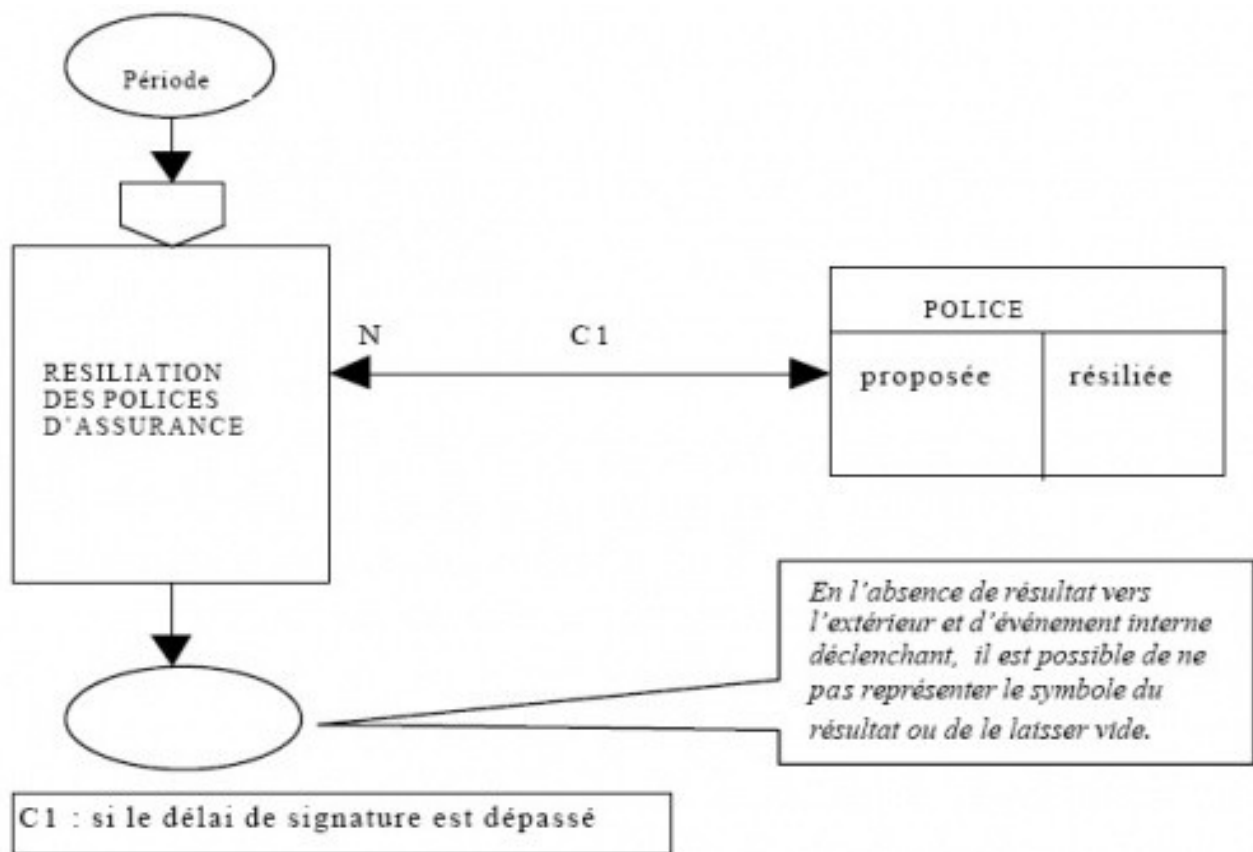 Période
N C1
POLICE
proposée résiliée
RESILIATION
DES POLICES
D'ASSURANCE
En l'absence de résultat vers
l'extérieur et d'événement interne
déclenchant, il est possible de ne
pas représenter le symbole du
résultat ou de le laisser vide.
C1 : si le délai de signature est dépassé